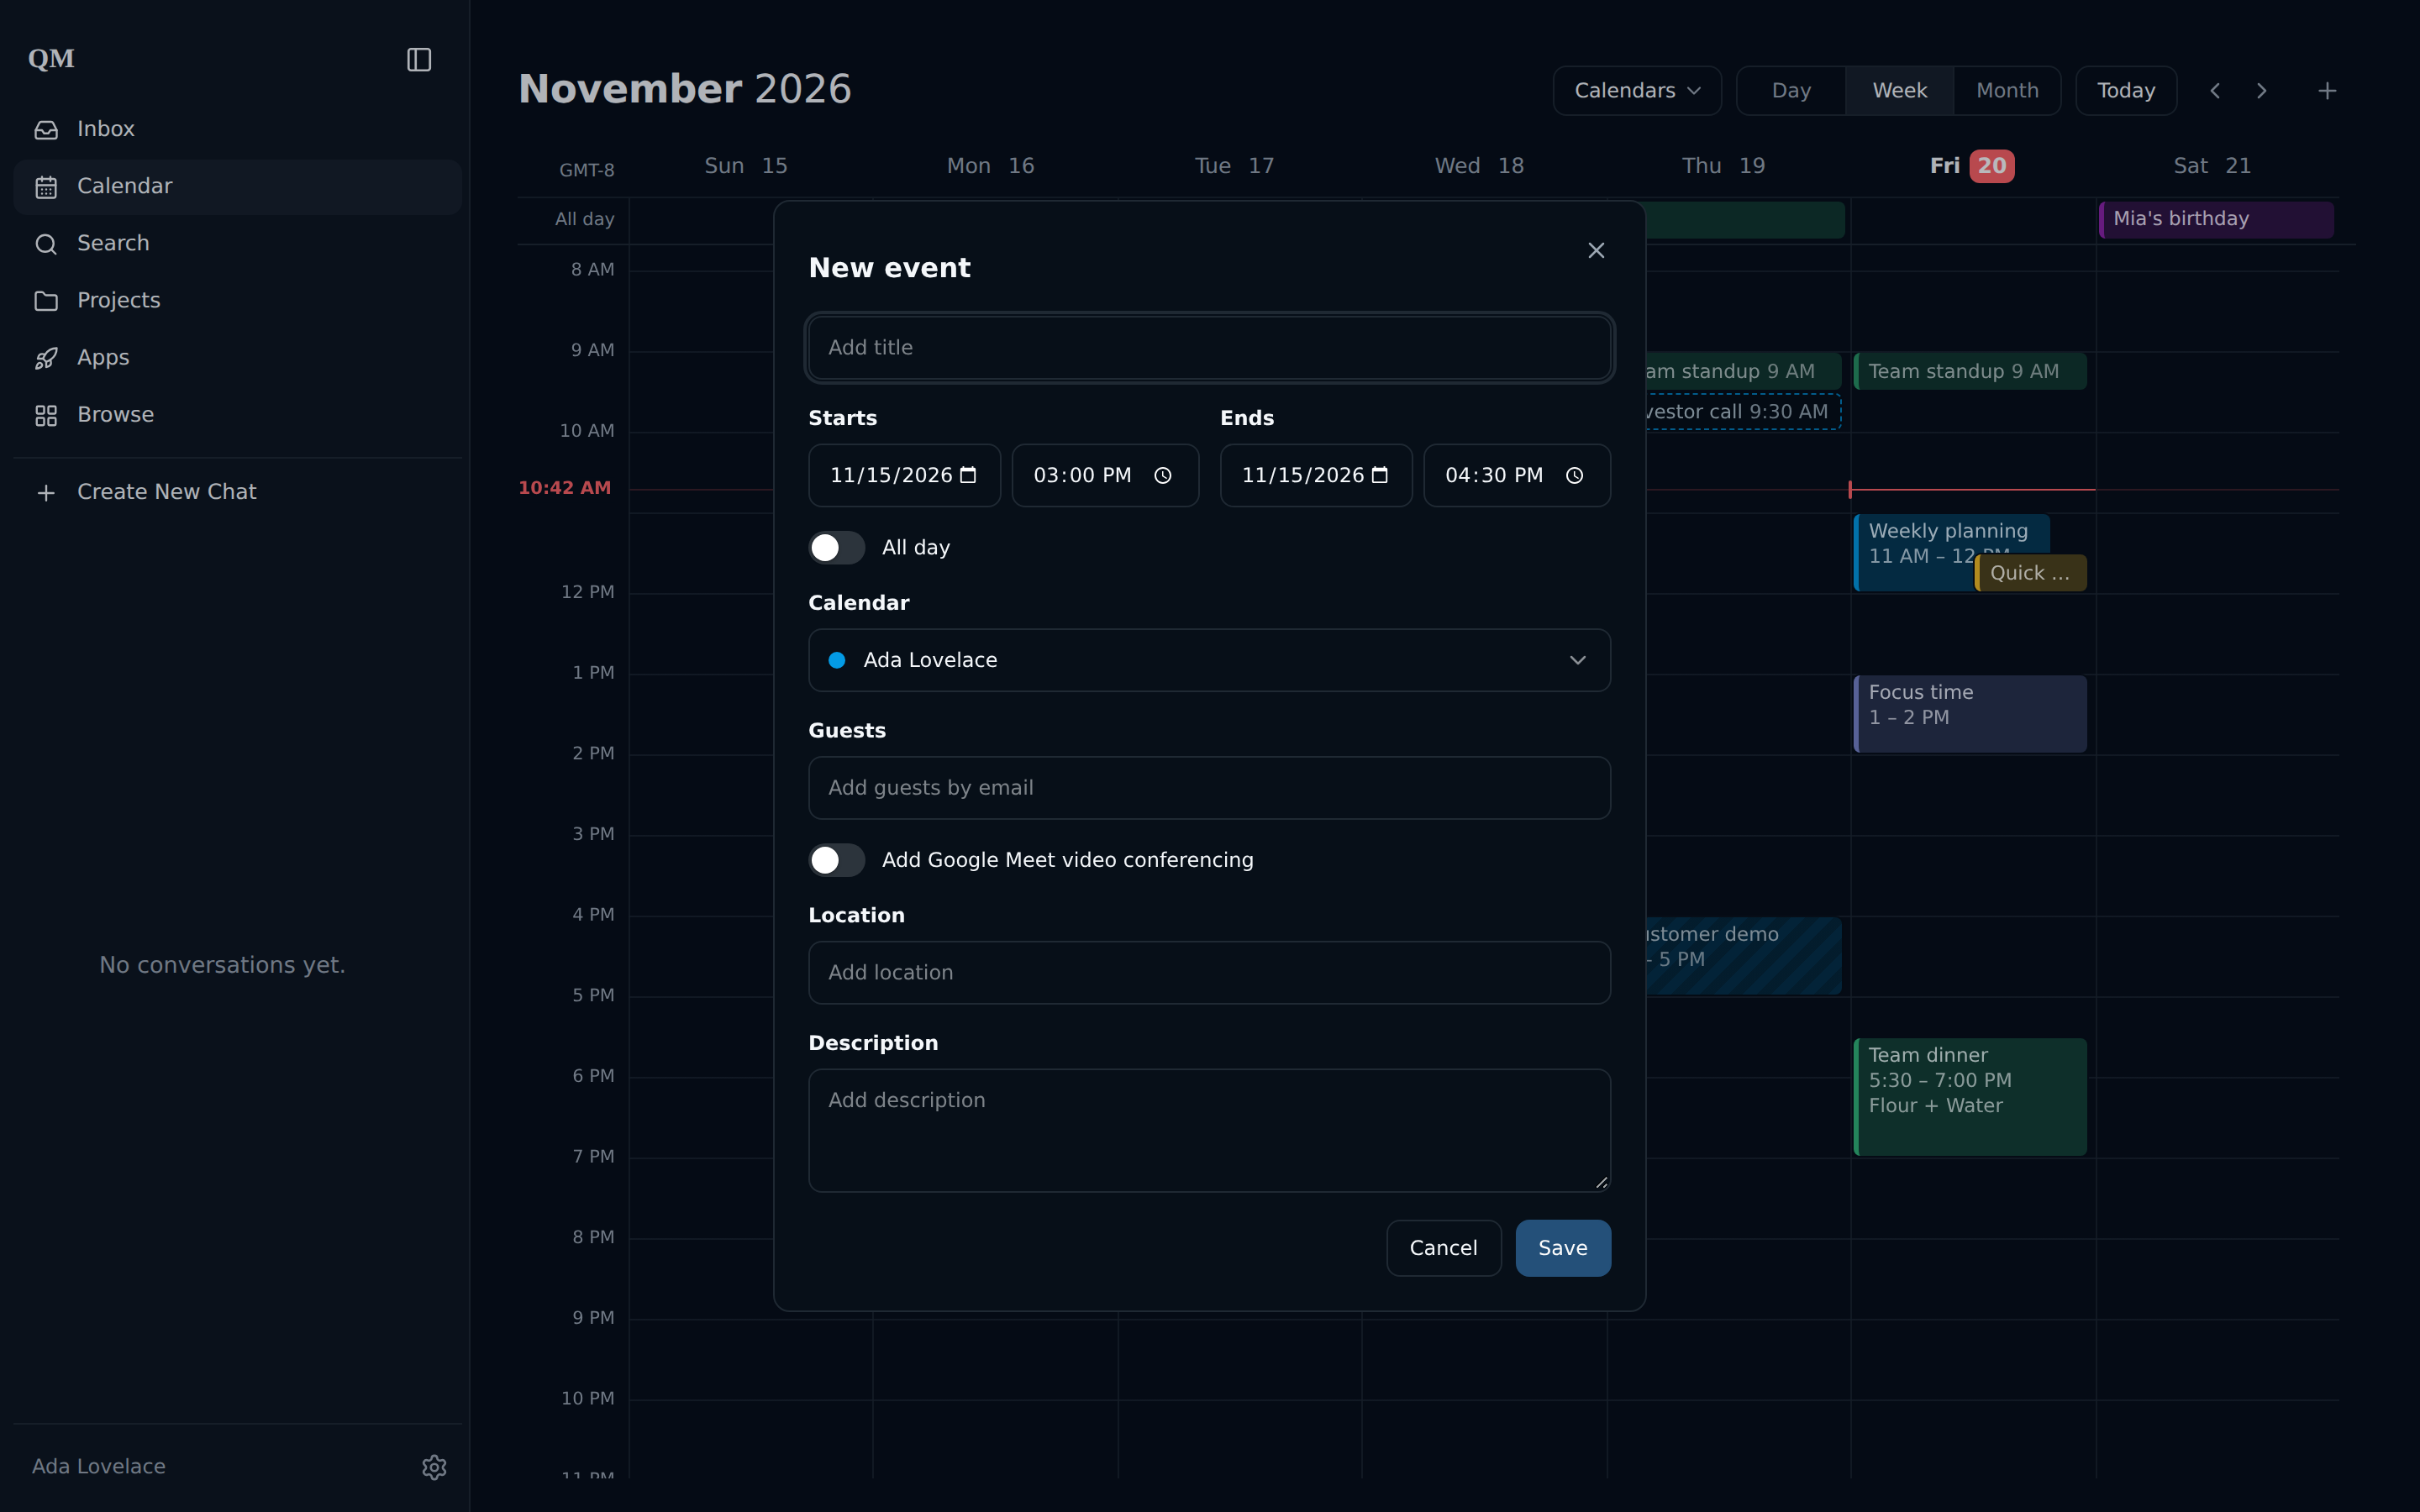 QM
Inbox
Calendar
Search
Projects
Apps
Browse
Create New Chat
No conversations yet.
Ada Lovelace
November 2026
Calendars
Day
Week
Month
Today
GMT-8
Sun 15
Mon 16
Tue 17
Wed 18
Thu 19
Fri 20
Sat 21
All day
Mia's birthday
8 AM
9 AM
10 AM
10:42 AM
12 PM
1 PM
2 PM
3 PM
4 PM
5 PM
6 PM
7 PM
8 PM
9 PM
10 PM
11 PM
am standup 9 AM
vestor call 9:30 AM
ustomer demo
– 5 PM
Team standup 9 AM
Weekly planning
11 AM – 12 PM
Quick ...
Focus time
1 – 2 PM
Team dinner
5:30 – 7:00 PM
Flour + Water
New event
Add title
Starts
Ends
11/15/2026
03:00 PM
11/15/2026
04:30 PM
All day
Calendar
Ada Lovelace
Guests
Add guests by email
Add Google Meet video conferencing
Location
Add location
Description
Add description
Cancel
Save